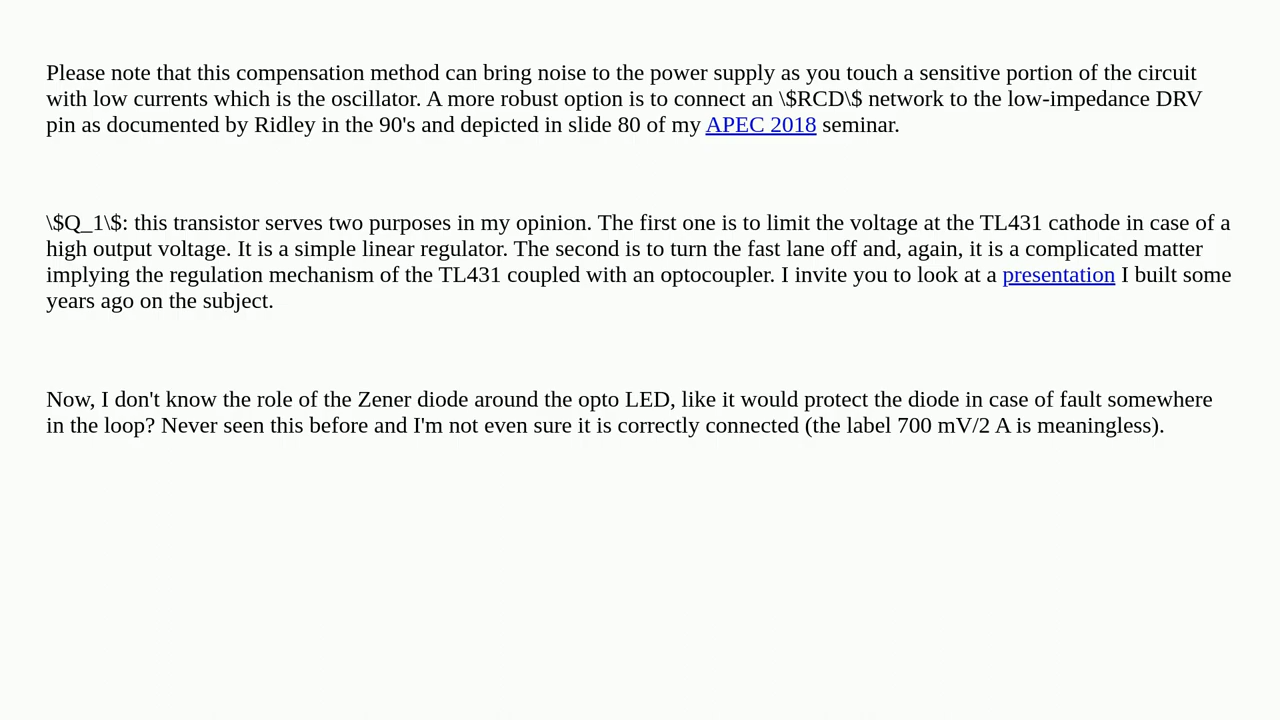 Please note that this compensation method can bring noise to the power supply as you touch a sensitive portion of the circuit
with low currents which is the oscillator. A more robust option is to connect an \$RCD\$ network to the low-impedance DRV
pin as documented by Ridley in the 90's and depicted in slide 80 of my APEC 2018 seminar.
\$Q_1\$: this transistor serves two purposes in my opinion. The first one is to limit the voltage at the TL431 cathode in case of a
high output voltage. It is a simple linear regulator. The second is to turn the fast lane off and, again, it is a complicated matter
implying the regulation mechanism of the TL431 coupled with an optocoupler. I invite you to look at a presentation I built some
years ago on the subject.
Now, I don't know the role of the Zener diode around the opto LED, like it would protect the diode in case of fault somewhere
in the loop? Never seen this before and I'm not even sure it is correctly connected (the label 700 mV/2 A is meaningless).